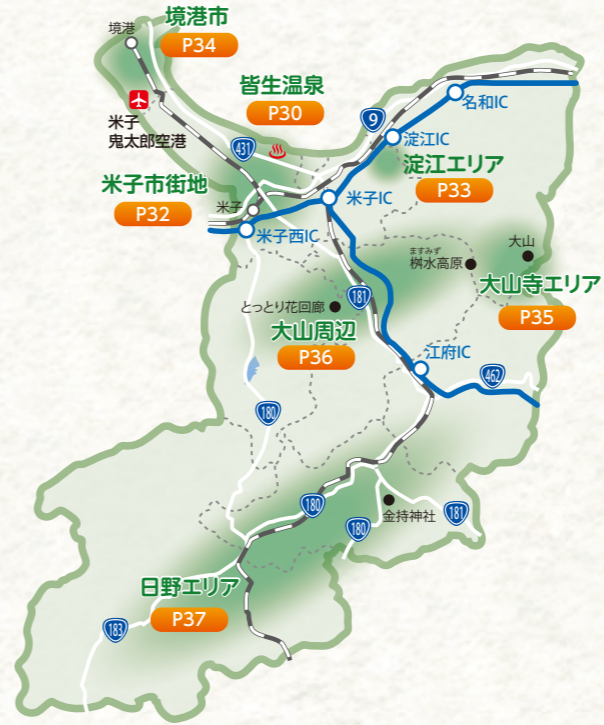 境港市
境港
P34
皆生温泉
P30
米子
鬼太郎空港
431
9
名和IC
淀江IC
淀江エリア
P33
米子市街地
P32
米子
米子IC
米子西IC
ますみず
桝水高原
大山
大山寺エリア
P35
181
とっとり花回廊
大山周辺
P36
江府IC
462
180
180
金持神社
181
180
日野エリア
P37
183